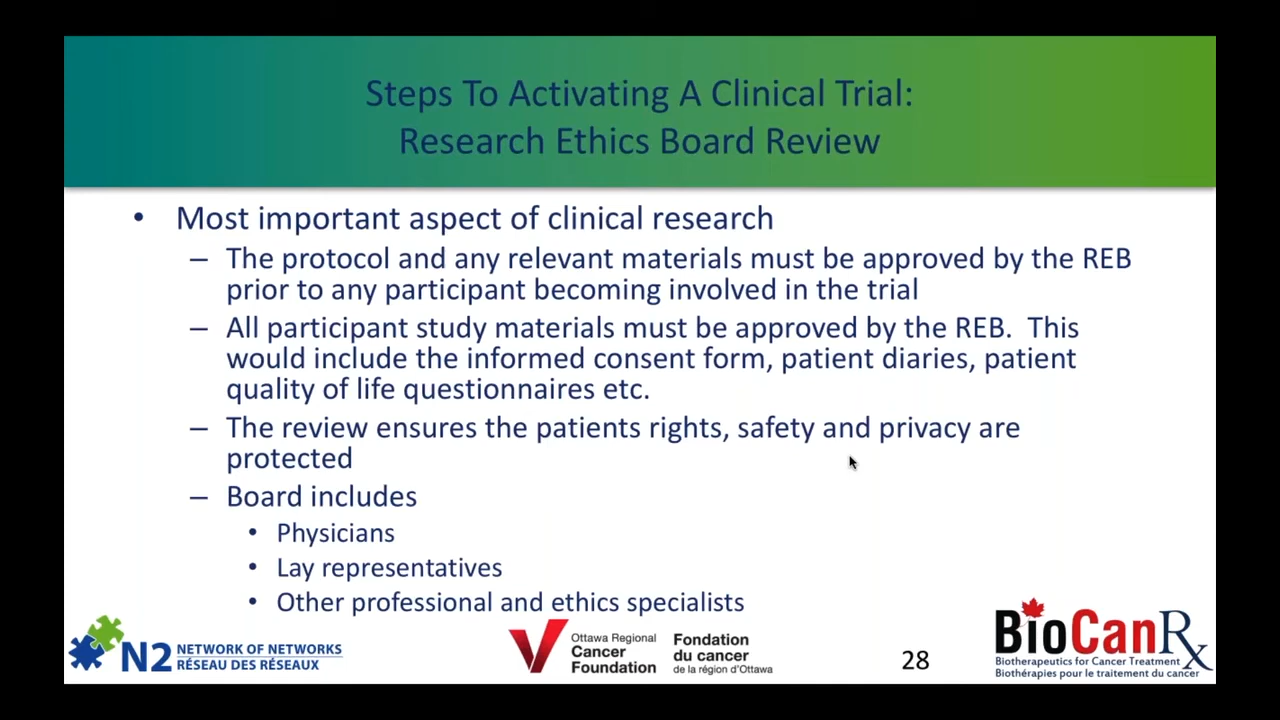 Steps To Activating A Clinical Trial:
Research Ethics Board Review
• Most important aspect of clinical research
– The protocol and any relevant materials must be approved by the REB
prior to any participant becoming involved in the trial
– All participant study materials must be approved by the REB.  This
would include the informed consent form, patient diaries, patient
quality of life questionnaires etc.
– The review ensures the patients rights, safety and privacy are
protected
– Board includes
• Physicians
• Lay representatives
• Other professional and ethics specialists
N2 NETWORK OF NETWORKS
RÉSEAU DES RÉSEAUX
Ottawa Regional
Cancer
Foundation
Fondation
du cancer
de la région d'Ottawa
28
BioCanRx
Biotherapeutics for Cancer Treatment
Biothérapies pour le traitement du cancer